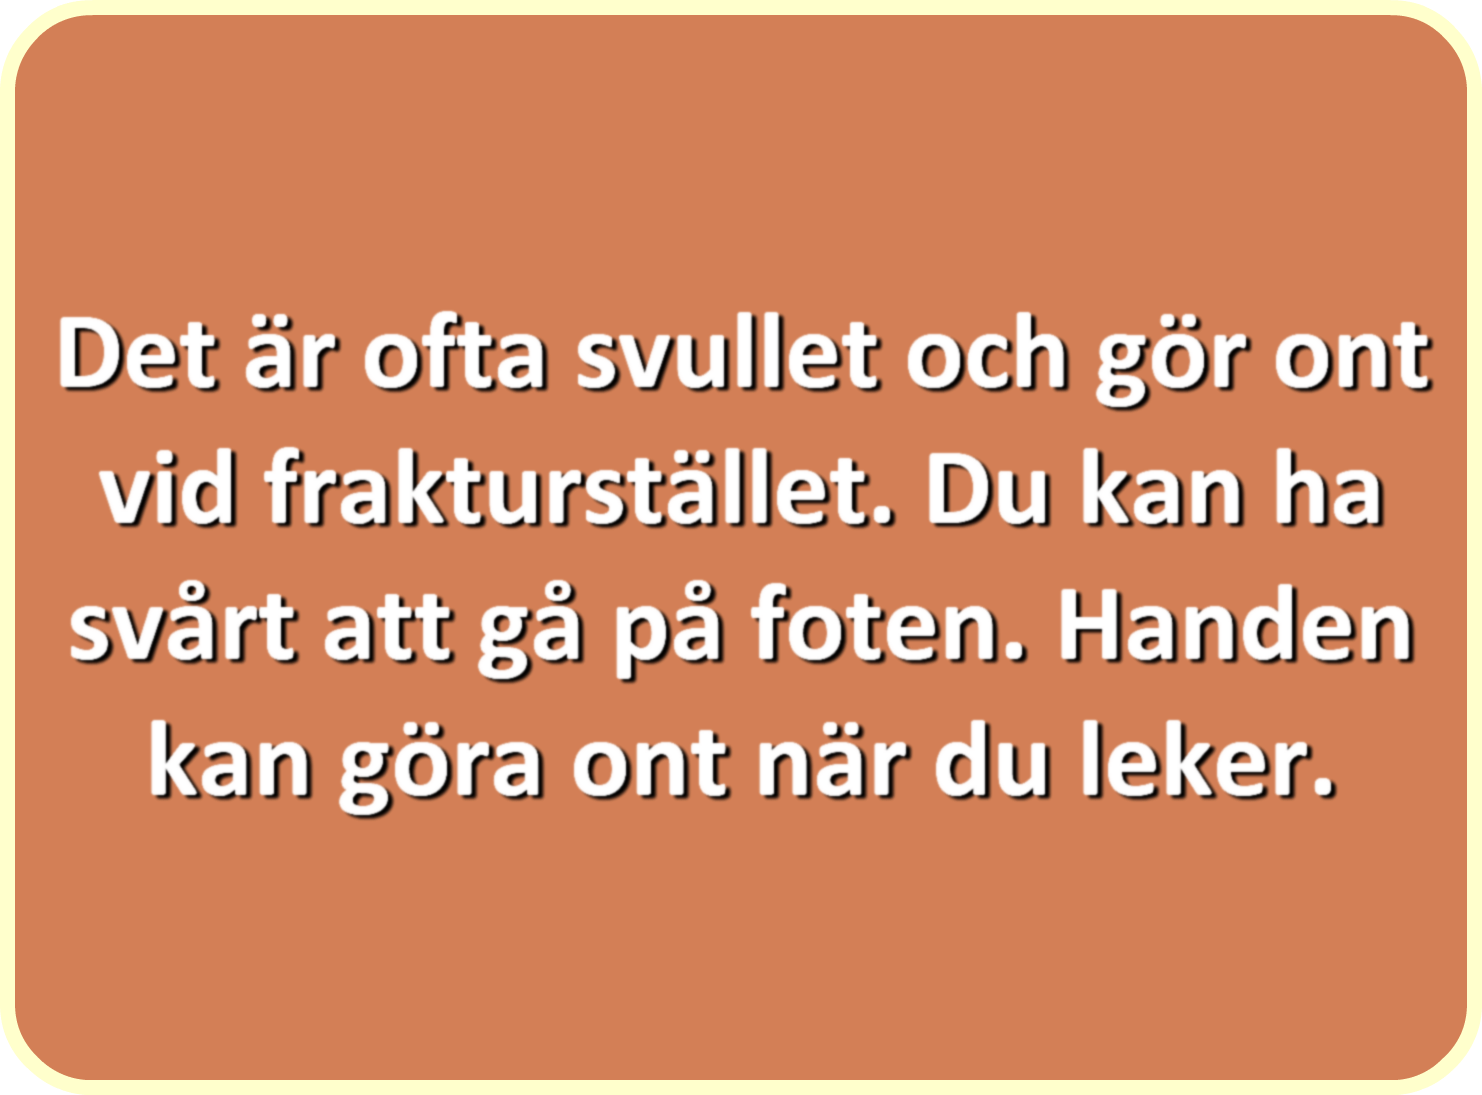 Det är ofta svullet och gör ont
vid frakturstället. Du kan ha
svårt att gå på foten. Handen
kan göra ont när du leker.